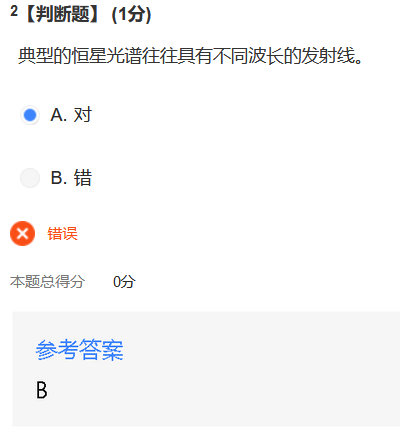 2【判断题】 (1分)
典型的恒星光谱往往具有不同波长的发射线。
A. 对
B. 错
错误
本题总得分 0分
参考答案
B